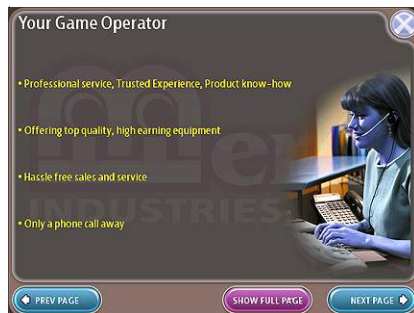 Your Game Operator
• Professional service, Trusted Experience, Product know-how
• Offering top quality, high earning equipment
• Hassle free sales and service
• Only a phone call away
INDUSTRIES
PREV PAGE
SHOW FULL PAGE
NEXT PAGE